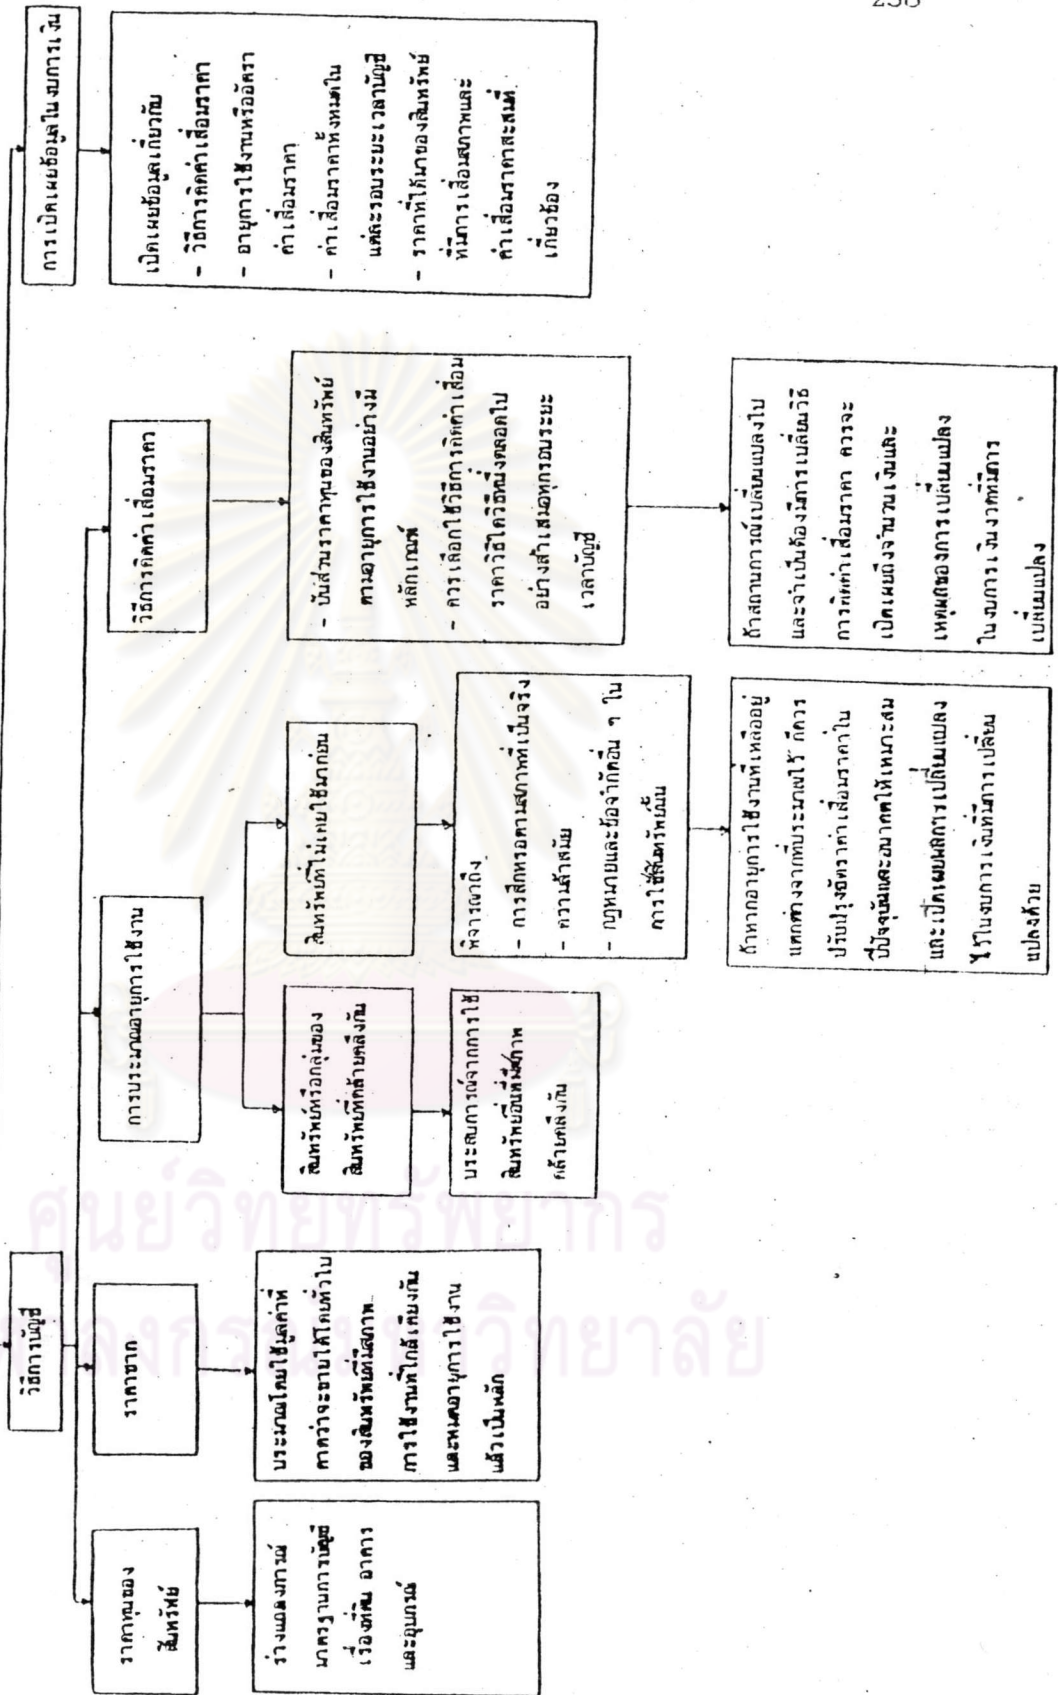 วิธีการบัญชี
การเปิดเผยข้อมูลในงบการเงิน
ราคาทุนของ
สินทรัพย์
ราคาซาก
การประมาณอายุการใช้งาน
วิธีการคิดค่าเสื่อมราคา
ร่างแถลงการณ์
มาตรฐานการบัญชี
เรื่องที่ดิน อาคาร
และอุปกรณ์
ประมาณโดยใช้มูลค่าที่
คาดว่าจะขายได้โดยทั่วไป
ของสินทรัพย์ที่มีสภาพ
การใช้งานที่ใกล้เคียงกัน
และหมดอายุการใช้งาน
แล้วเป็นหลัก
สินทรัพย์หรือกลุ่มของ
สินทรัพย์ที่คล้ายคลึงกัน
สินทรัพย์ที่ไม่เคยใช้มาก่อน
ประสบการณ์จากการใช้
สินทรัพย์อื่นที่มีสภาพ
คล้ายคลึงกัน
พิจารณาถึง
- การสึกหรอตามสภาพที่เป็นจริง
- ความล้าสมัย
- กฎหมายและข้อจำกัดอื่น ๆ ใน
การใช้สินทรัพย์นั้น
ถ้าหากอายุการใช้งานที่เหลืออยู่
แตกต่างจากที่ประมาณไว้ ก็ควร
ปรับปรุงอัตราค่าเสื่อมราคาใน
ปีปัจจุบันและอนาคตให้เหมาะสม
และเปิดเผยผลการเปลี่ยนแปลง
ไว้ในงบการเงินที่มีการเปลี่ยน
แปลงด้วย
- ปันส่วนราคาทุนของสินทรัพย์
ตามอายุการใช้งานอย่างมี
หลักเกณฑ์
- ควรเลือกใช้วิธีการคิดค่าเสื่อม
ราคาวิธีใดวิธีหนึ่งตลอดไป
อย่างสม่ำเสมอทุกรอบระยะ
เวลาบัญชี
ถ้าสถานการณ์เปลี่ยนแปลงไป
และจำเป็นต้องมีการเปลี่ยนวิธี
การคิดค่าเสื่อมราคา ควรจะ
เปิดเผยถึงจำนวนเงินและ
เหตุผลของการเปลี่ยนแปลง
ในงบการเงินงวดที่มีการ
เปลี่ยนแปลง
เปิดเผยข้อมูลเกี่ยวกับ
- วิธีการคิดค่าเสื่อมราคา
- อายุการใช้งานหรืออัตรา
ค่าเสื่อมราคา
- ค่าเสื่อมราคาทั้งหมดใน
แต่ละรอบระยะเวลาบัญชี
- ราคาที่ได้มาของสินทรัพย์
ที่มีการเสื่อมสภาพและ
ค่าเสื่อมราคาสะสมที่
เกี่ยวข้อง
ศูนย์วิทยทรัพยากร